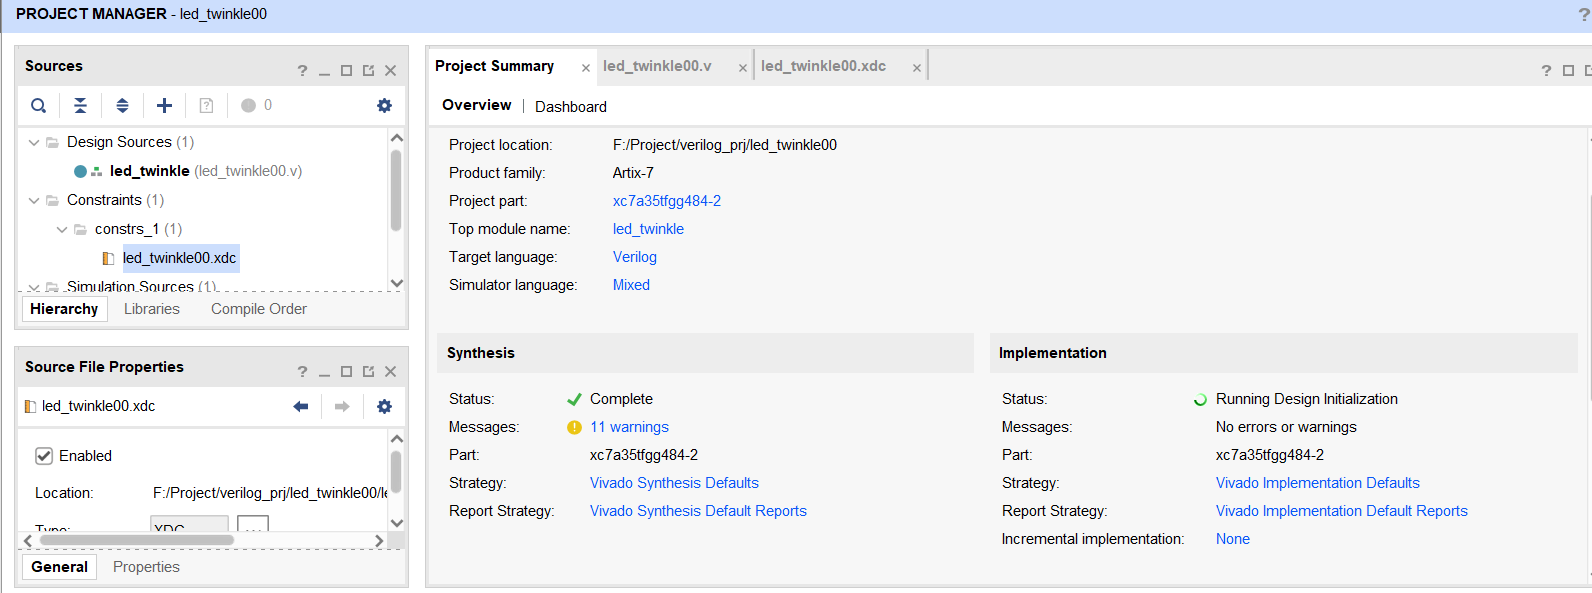 PROJECT MANAGER - led_twinkle00
?
Sources
?
0
Design Sources (1)
led_twinkle (led_twinkle00.v)
Constraints (1)
constrs_1 (1)
led_twinkle00.xdc
Simulation Sources (1)
Hierarchy Libraries Compile Order
Source File Properties
?
led_twinkle00.xdc
Enabled
Location: F:/Project/verilog_prj/led_twinkle00/le
Type: XDC ...
General Properties
Project Summary led_twinkle00.v led_twinkle00.xdc
?
Overview | Dashboard
Project location: F:/Project/verilog_prj/led_twinkle00
Product family: Artix-7
Project part: xc7a35tfgg484-2
Top module name: led_twinkle
Target language: Verilog
Simulator language: Mixed
Synthesis
Status: Complete
Messages: 11 warnings
Part: xc7a35tfgg484-2
Strategy: Vivado Synthesis Defaults
Report Strategy: Vivado Synthesis Default Reports
Implementation
Status: Running Design Initialization
Messages: No errors or warnings
Part: xc7a35tfgg484-2
Strategy: Vivado Implementation Defaults
Report Strategy: Vivado Implementation Default Reports
Incremental implementation: None